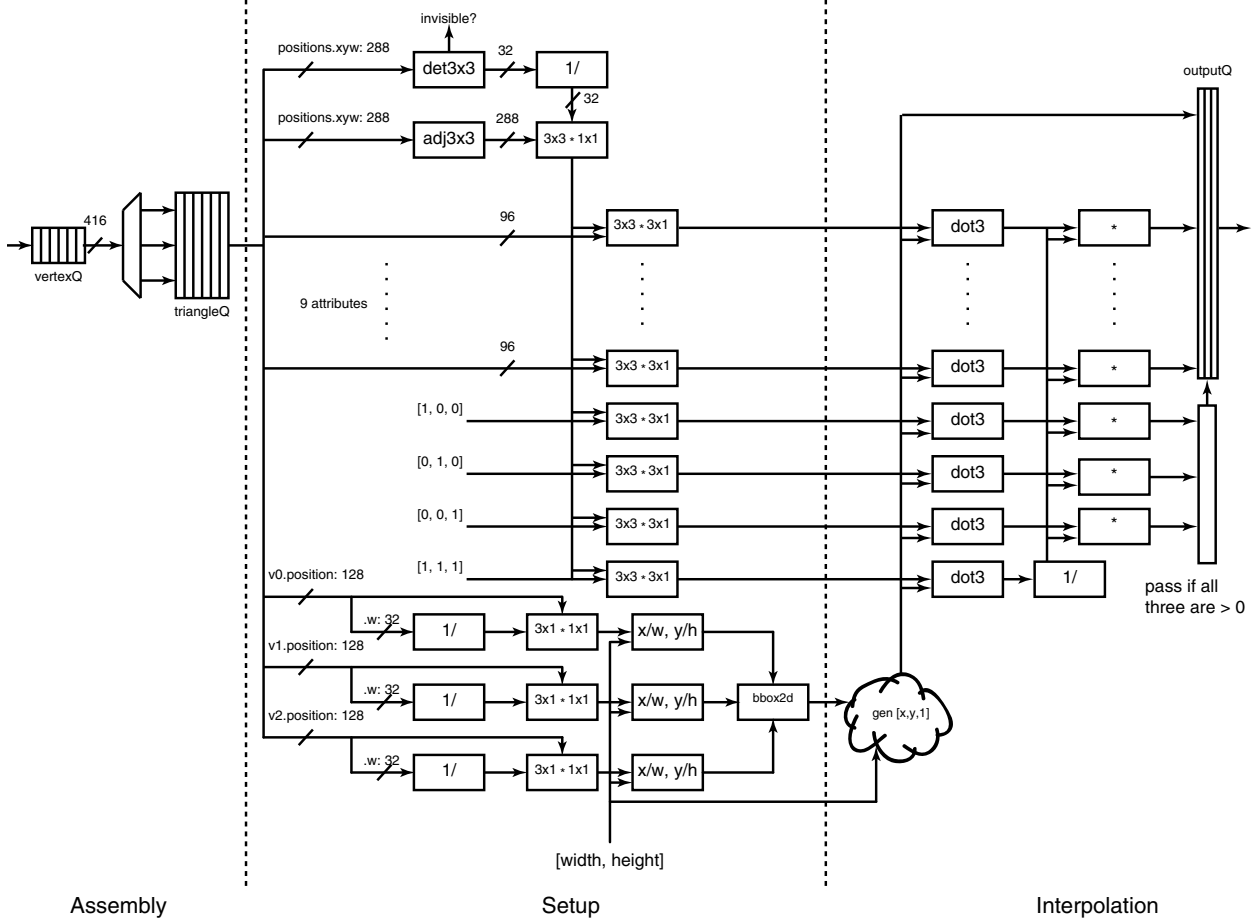 invisible?
positions.xyw: 288
det3x3
32
1/
32
outputQ
positions.xyw: 288
adj3x3
288
3x3 * 1x1
416
vertexQ
triangleQ
96
3x3 * 3x1
dot3
*
9 attributes
96
3x3 * 3x1
dot3
*
[1, 0, 0]
3x3 * 3x1
dot3
*
[0, 1, 0]
3x3 * 3x1
dot3
*
[0, 0, 1]
3x3 * 3x1
dot3
*
[1, 1, 1]
3x3 * 3x1
dot3
1/
pass if all
three are > 0
v0.position: 128
.w: 32
1/
3x1 * 1x1
x/w, y/h
v1.position: 128
.w: 32
1/
3x1 * 1x1
x/w, y/h
bbox2d
gen [x,y,1]
v2.position: 128
.w: 32
1/
3x1 * 1x1
x/w, y/h
[width, height]
Assembly
Setup
Interpolation